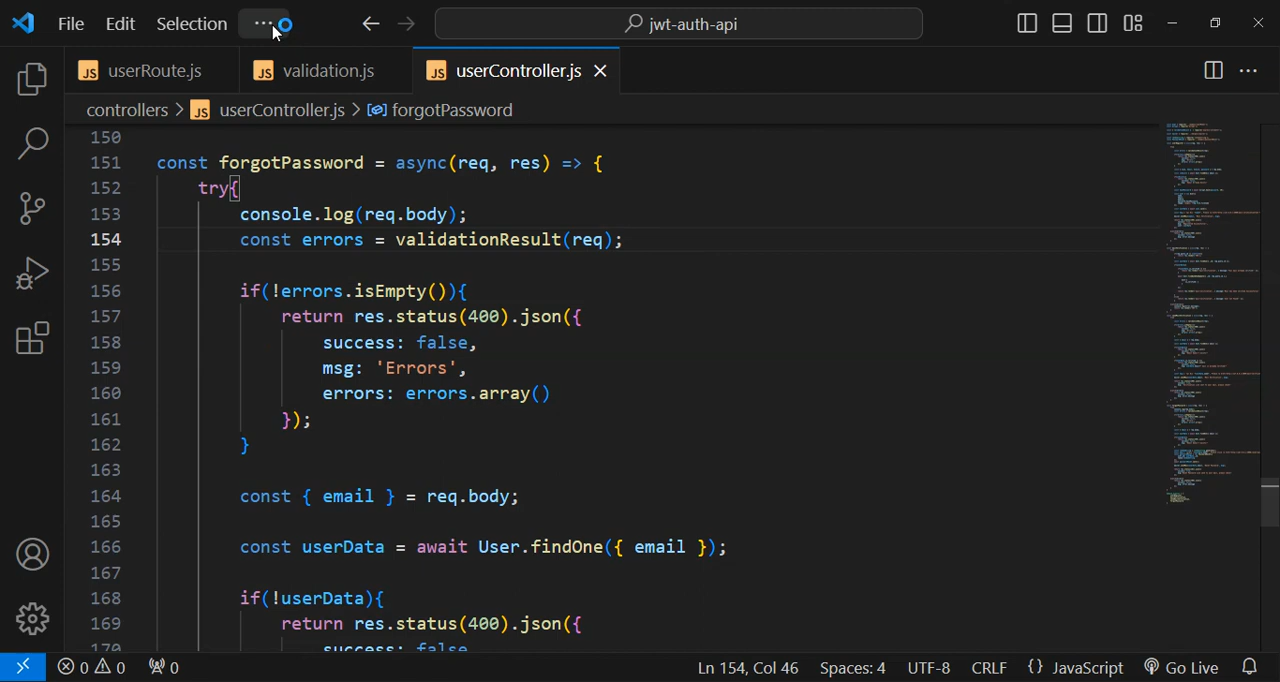 File Edit Selection ··· jwt-auth-api
userRoute.js validation.js userController.js
controllers > userController.js > forgotPassword
150
151 const forgotPassword = async(req, res) => {
152 try{
153 console.log(req.body);
154 const errors = validationResult(req);
155
156 if(!errors.isEmpty()){
157 return res.status(400).json({
158 success: false,
159 msg: 'Errors',
160 errors: errors.array()
161 });
162 }
163
164 const { email } = req.body;
165
166 const userData = await User.findOne({ email });
167
168 if(!userData){
169 return res.status(400).json({
170 success: false
0 0 0 Ln 154, Col 46 Spaces: 4 UTF-8 CRLF {} JavaScript Go Live